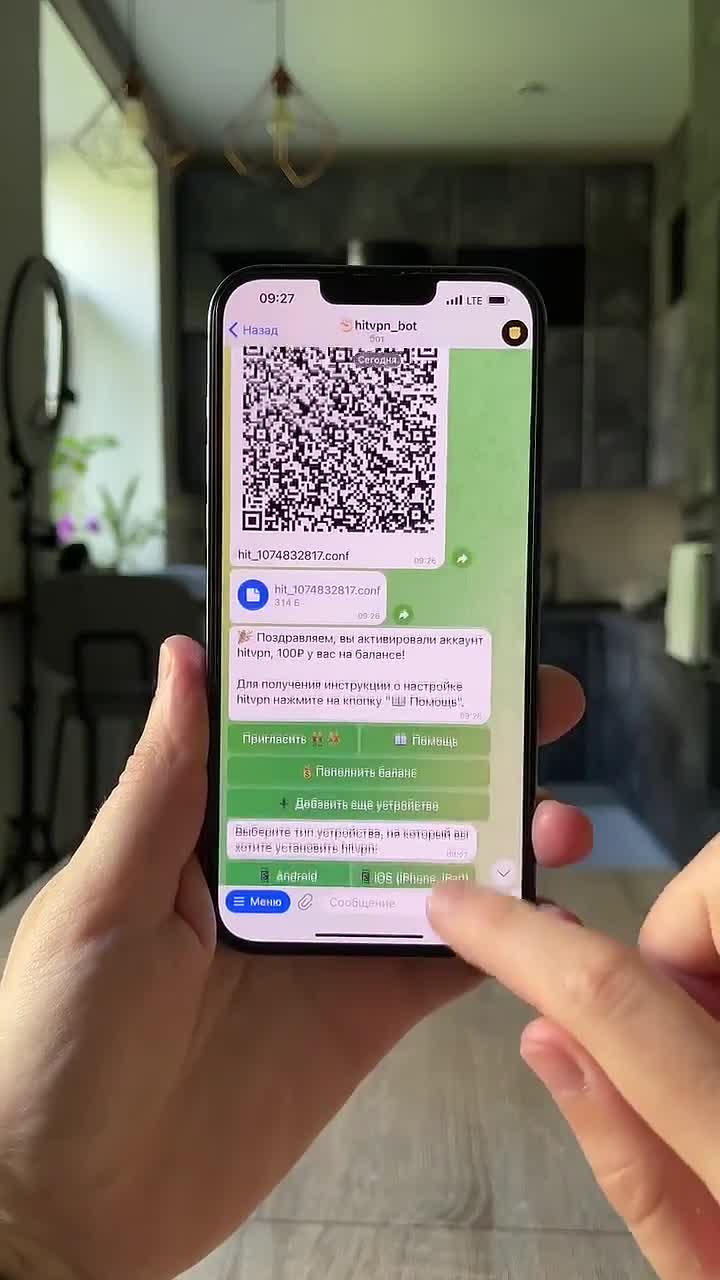 09:27
LTE
Назад
hitvpn_bot
бот
Сегодня
hit_1074832817.conf
09:26
hit_1074832817.conf
314 Б
09:26
Поздравляем, вы активировали аккаунт
hitvpn, 100₽ у вас на балансе!
Для получения инструкции о настройке
hitvpn нажмите на кнопку "📖 Помощь".
09:26
Пригласить
Помощь
Пополнить баланс
+ Добавить еще устройство
Выберите тип устройства, на который вы
хотите установить hitvpn:
09:27
Android
iOS (iPhone, iPad)
Меню
Сообщение